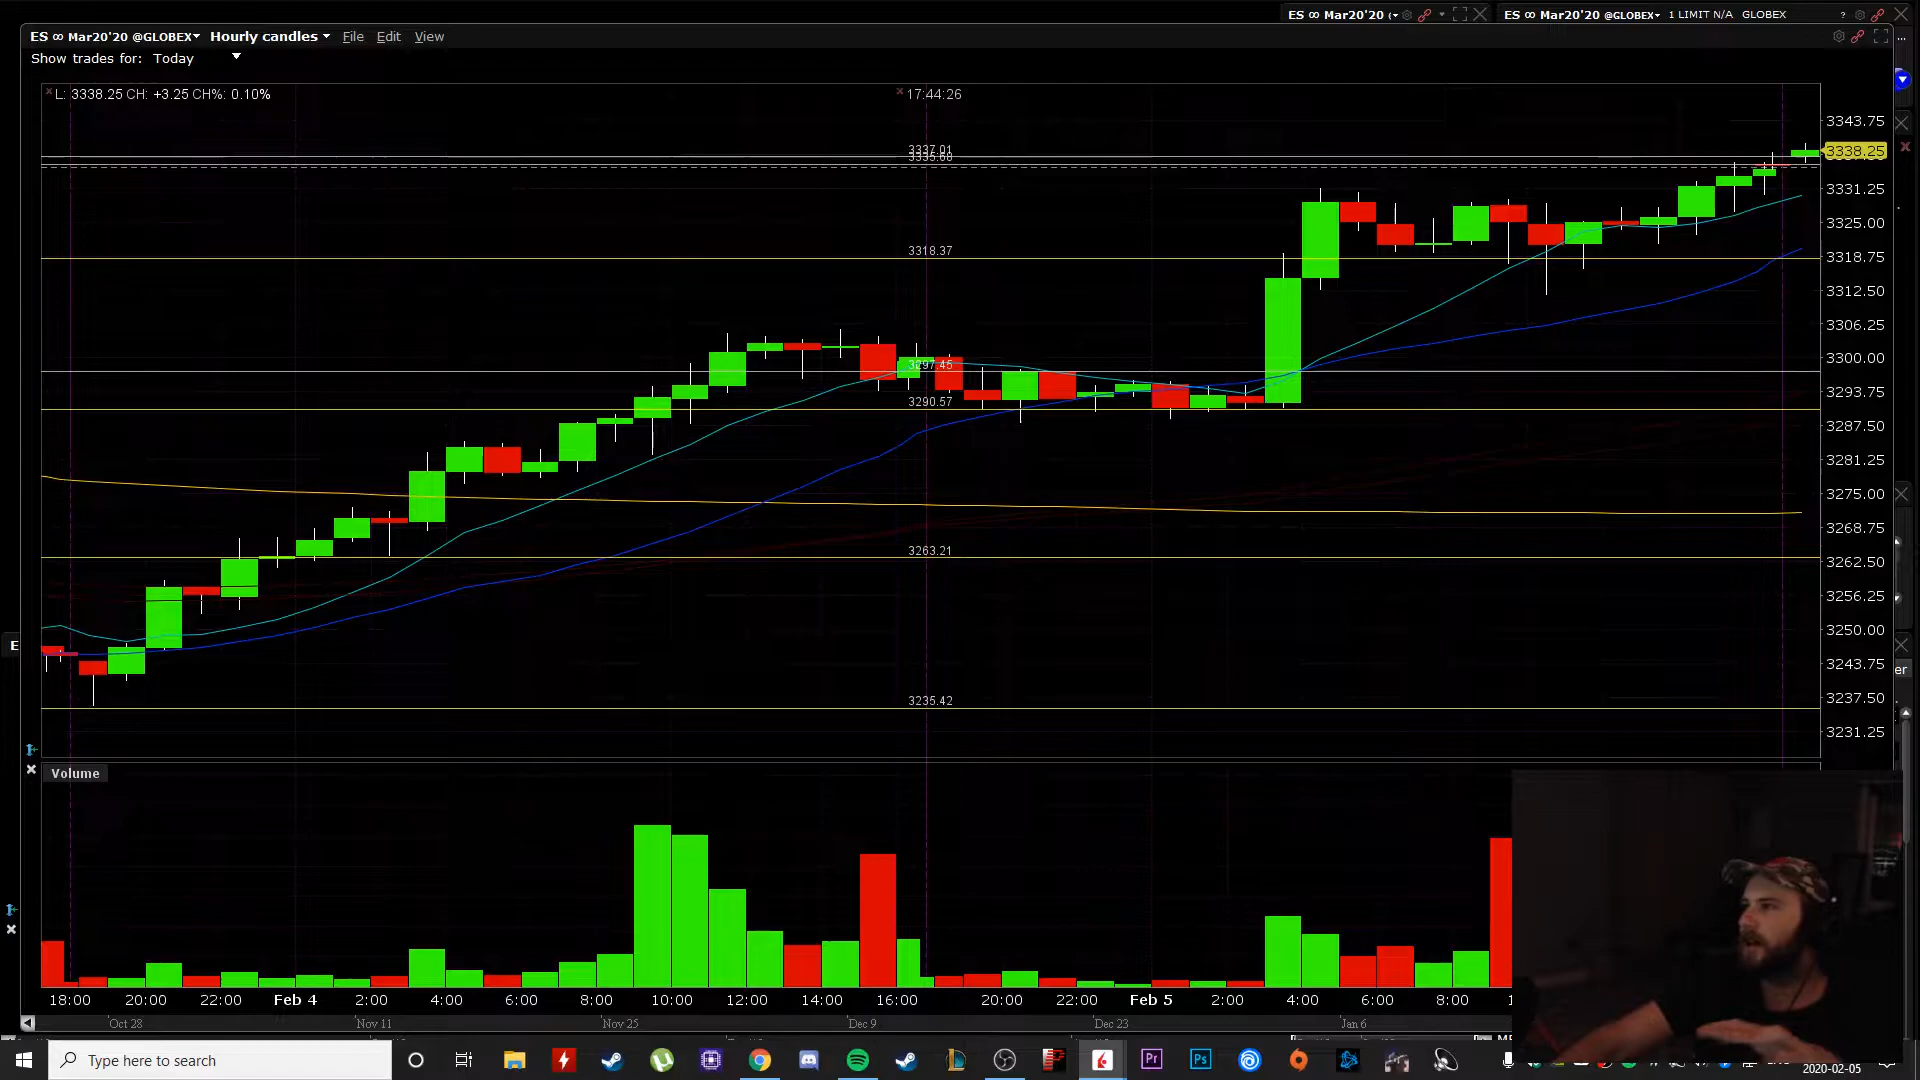 ES ∞ Mar20'20 (
ES ∞ Mar20'20 @GLOBEX 1 LIMIT N/A GLOBEX ?
ES ∞ Mar20'20 @GLOBEX Hourly candles File Edit View
Show trades for: Today
L: 3338.25 CH: +3.25 CH%: 0.10%
17:44:26
3343.75
3337.01
3335.68
3338.25
3331.25
3325.00
3318.37
3318.75
3312.50
3306.25
3300.00
3297.45
3293.75
3290.57
3287.50
3281.25
3275.00
3268.75
3263.21
3262.50
3256.25
3250.00
E
3243.75
er
3235.42
3237.50
3231.25
Volume
18:00 20:00 22:00 Feb 4 2:00 4:00 6:00 8:00 10:00 12:00 14:00 16:00 20:00 22:00 Feb 5 2:00 4:00 6:00 8:00
Oct 28 Nov 11 Nov 25 Dec 9 Dec 23 Jan 6
Type here to search
Pr Ps
2020-02-05